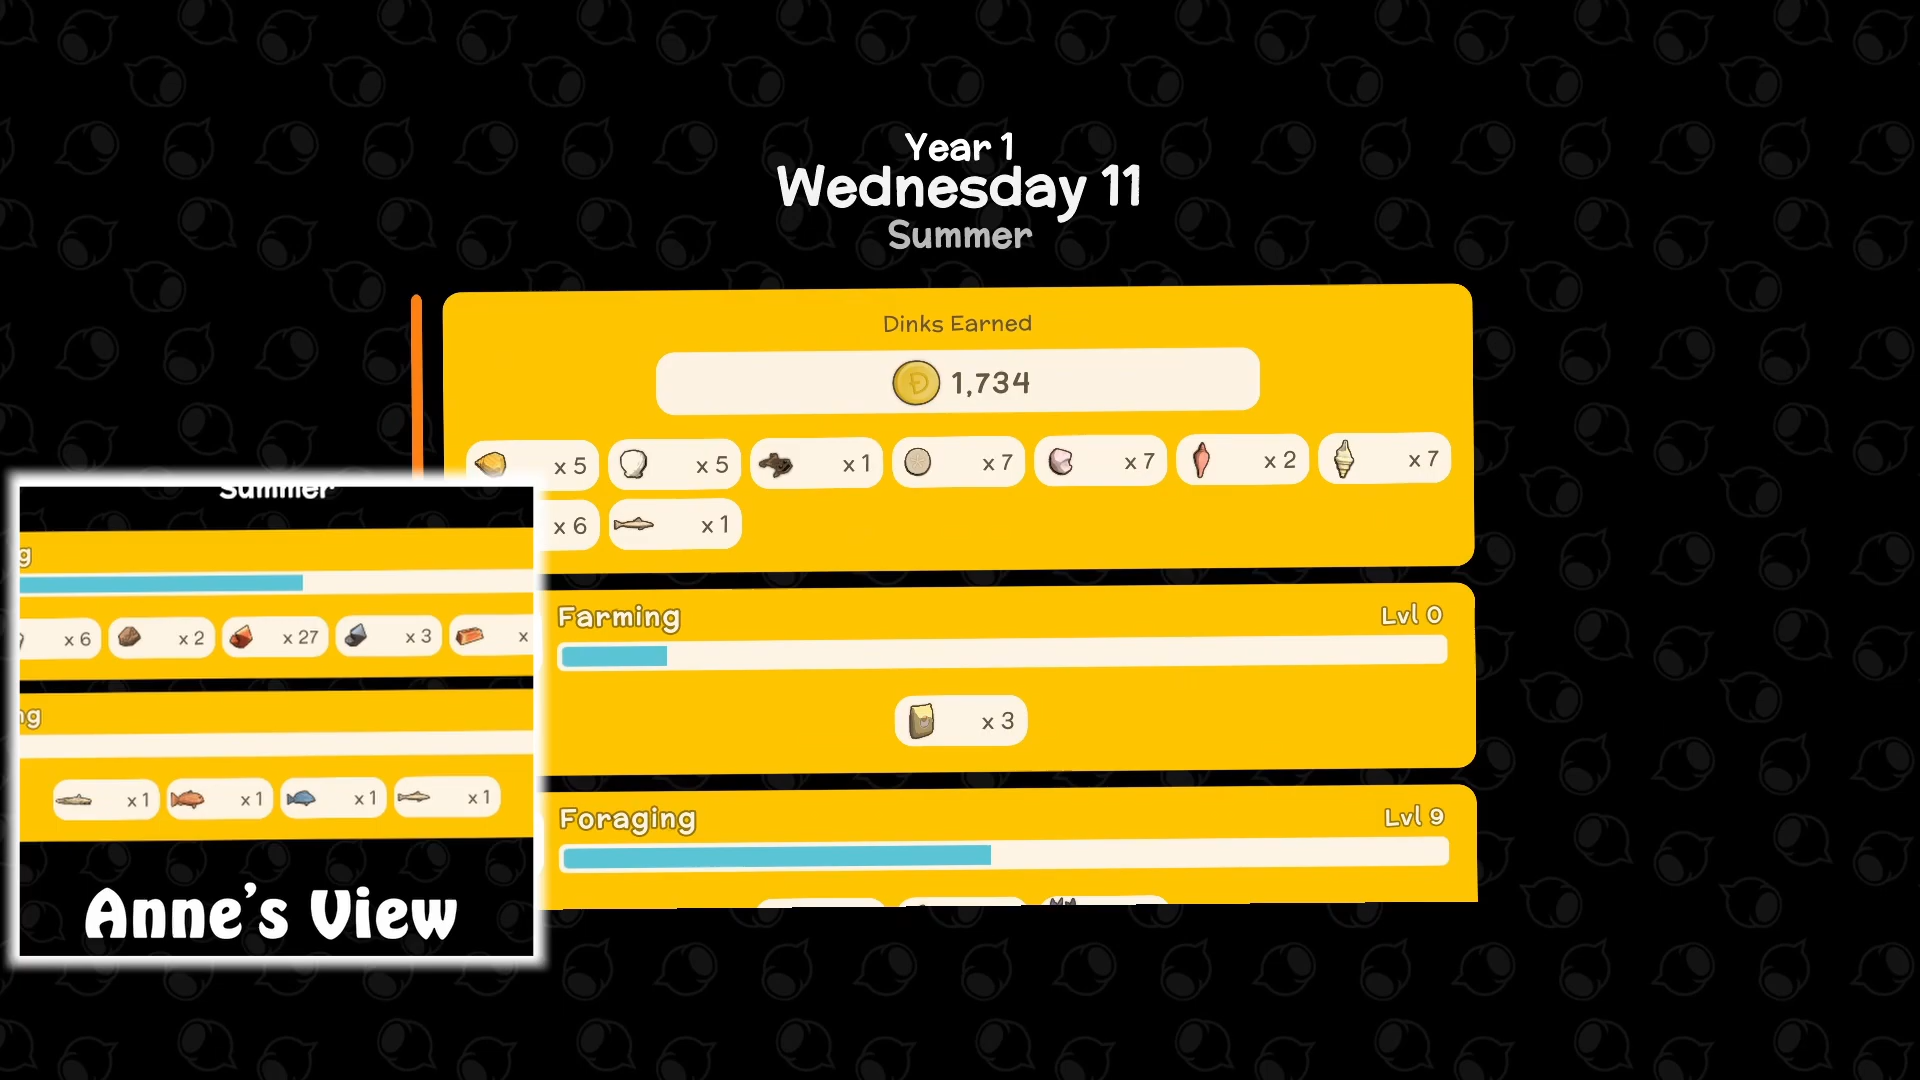 Year 1
Wednesday 11
Summer
Dinks Earned
Đ 1,734
x 5 x 5 x 1 x 7 x 7 x 2 x 7
x 6 x 1
Farming Lvl 0
x 3
Foraging Lvl 9
Summer
g
x 6 x 2 x 27 x 3 x
ng
x 1 x 1 x 1 x 1
Anne's View